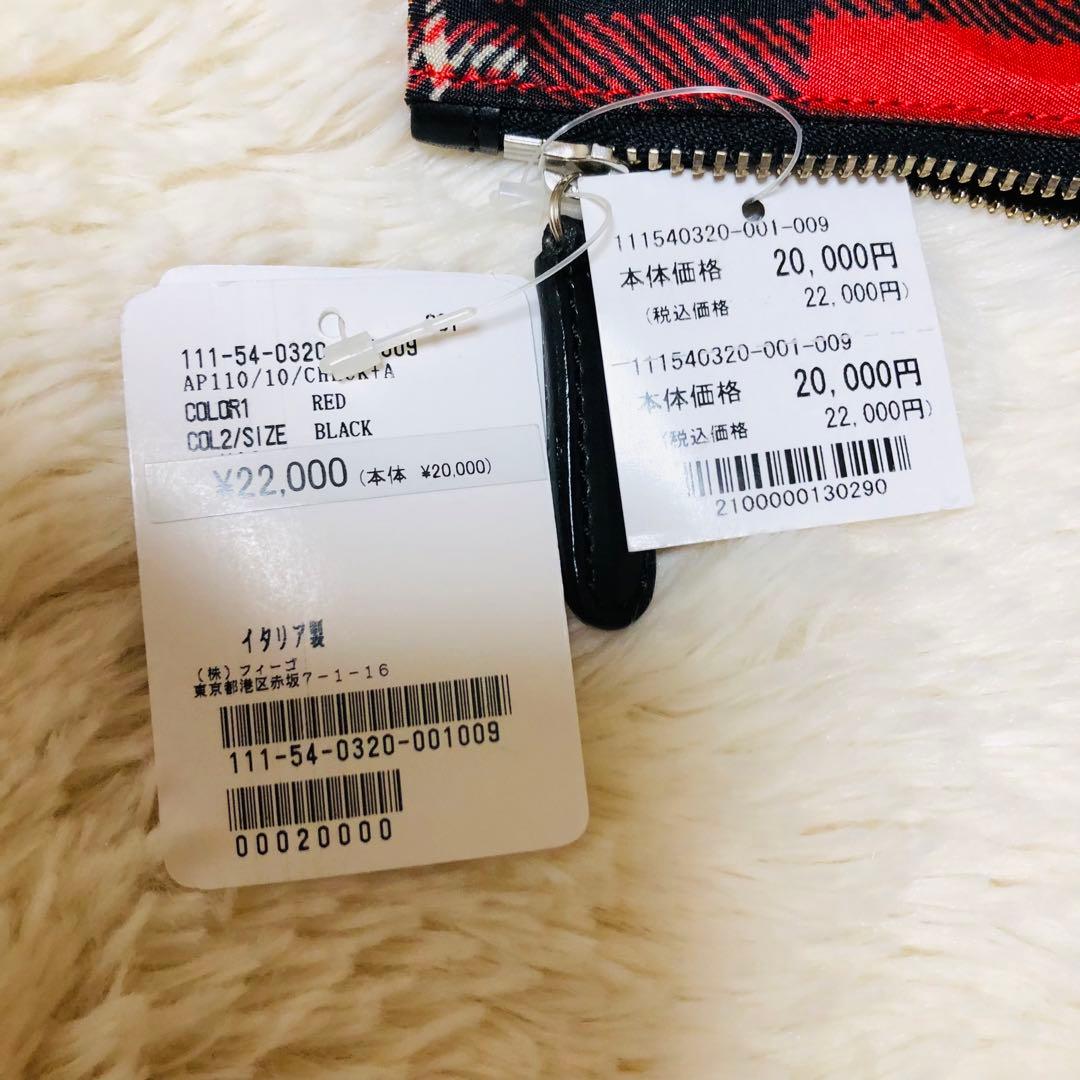 111-54-0320 009
AP110/10/CHECK+A
COLOR1 RED
COL2/SIZE BLACK
¥22,000(本体 ¥20,000)
イタリア製
(株)フィーゴ
東京都港区赤坂7-1-16
111-54-0320-001009
00020000
111540320-001-009
本体価格 20,000円
(税込価格 22,000円)
111540320-001-009
本体価格 20,000円
(税込価格 22,000円)
2100000130290